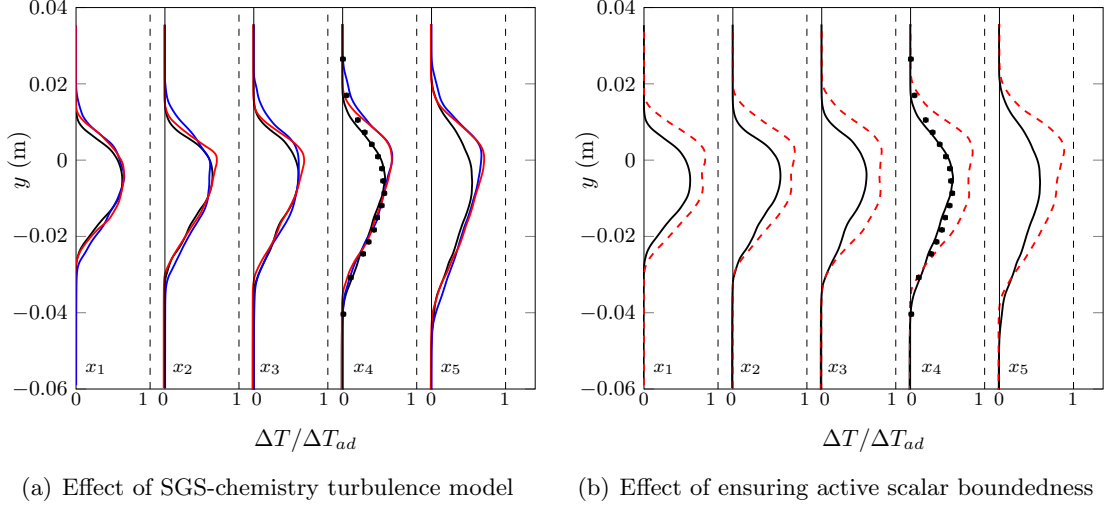 0.04
0.02
0
−0.02
−0.04
−0.06
y (m)
x1
x2
x3
x4
x5
0
1
0
1
0
1
0
1
0
1
ΔT/ΔTad
(a) Effect of SGS-chemistry turbulence model
0.04
0.02
0
−0.02
−0.04
−0.06
y (m)
x1
x2
x3
x4
x5
0
1
0
1
0
1
0
1
0
1
ΔT/ΔTad
(b) Effect of ensuring active scalar boundedness